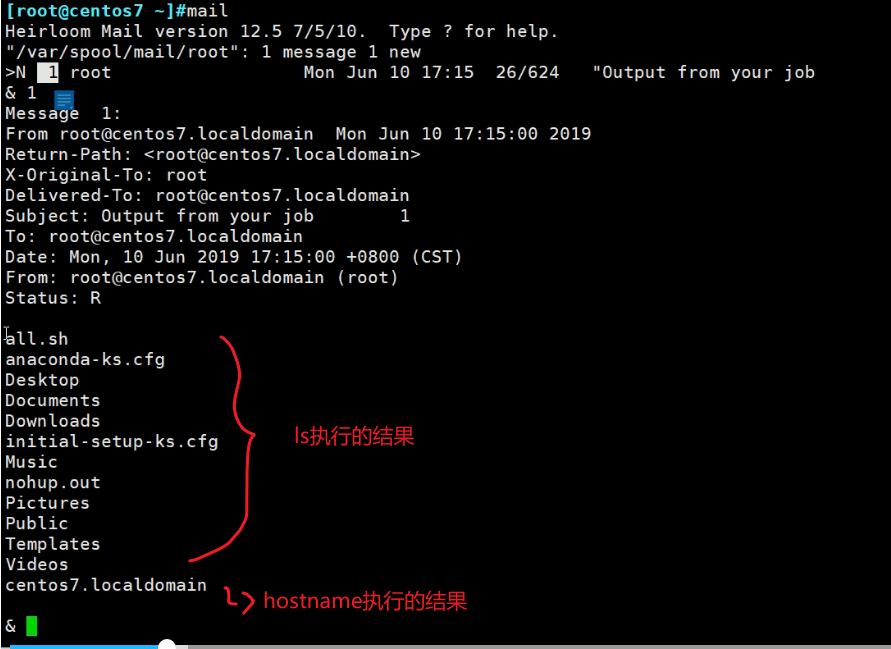 [root@centos7 ~]#mail
Heirloom Mail version 12.5 7/5/10.  Type ? for help.
"/var/spool/mail/root": 1 message 1 new
>N  1 root                  Mon Jun 10 17:15  26/624   "Output from your job
& 1
Message  1:
From root@centos7.localdomain  Mon Jun 10 17:15:00 2019
Return-Path: <root@centos7.localdomain>
X-Original-To: root
Delivered-To: root@centos7.localdomain
Subject: Output from your job        1
To: root@centos7.localdomain
Date: Mon, 10 Jun 2019 17:15:00 +0800 (CST)
From: root@centos7.localdomain (root)
Status: R
all.sh
anaconda-ks.cfg
Desktop
Documents
Downloads
ls执行的结果
initial-setup-ks.cfg
Music
nohup.out
Pictures
Public
Templates
Videos
centos7.localdomain
hostname执行的结果
&